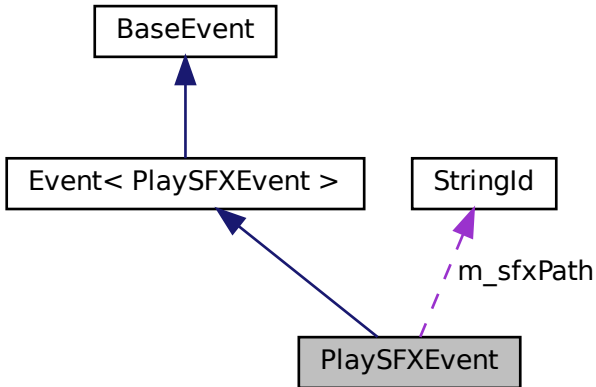 BaseEvent
Event< PlaySFXEvent >
StringId
m_sfxPath
PlaySFXEvent